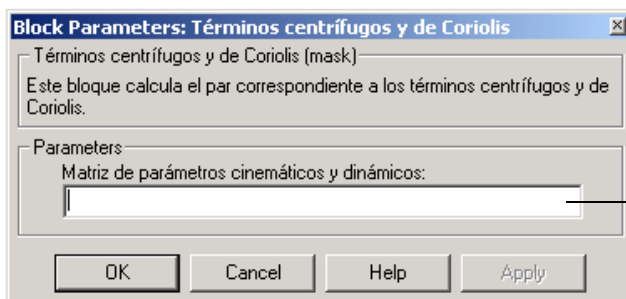 Block Parameters: Términos centrífugos y de Coriolis
Términos centrífugos y de Coriolis (mask)
Este bloque calcula el par correspondiente a los términos centrífugos y de
Coriolis.
Parameters
Matriz de parámetros cinemáticos y dinámicos:
OK Cancel Help Apply